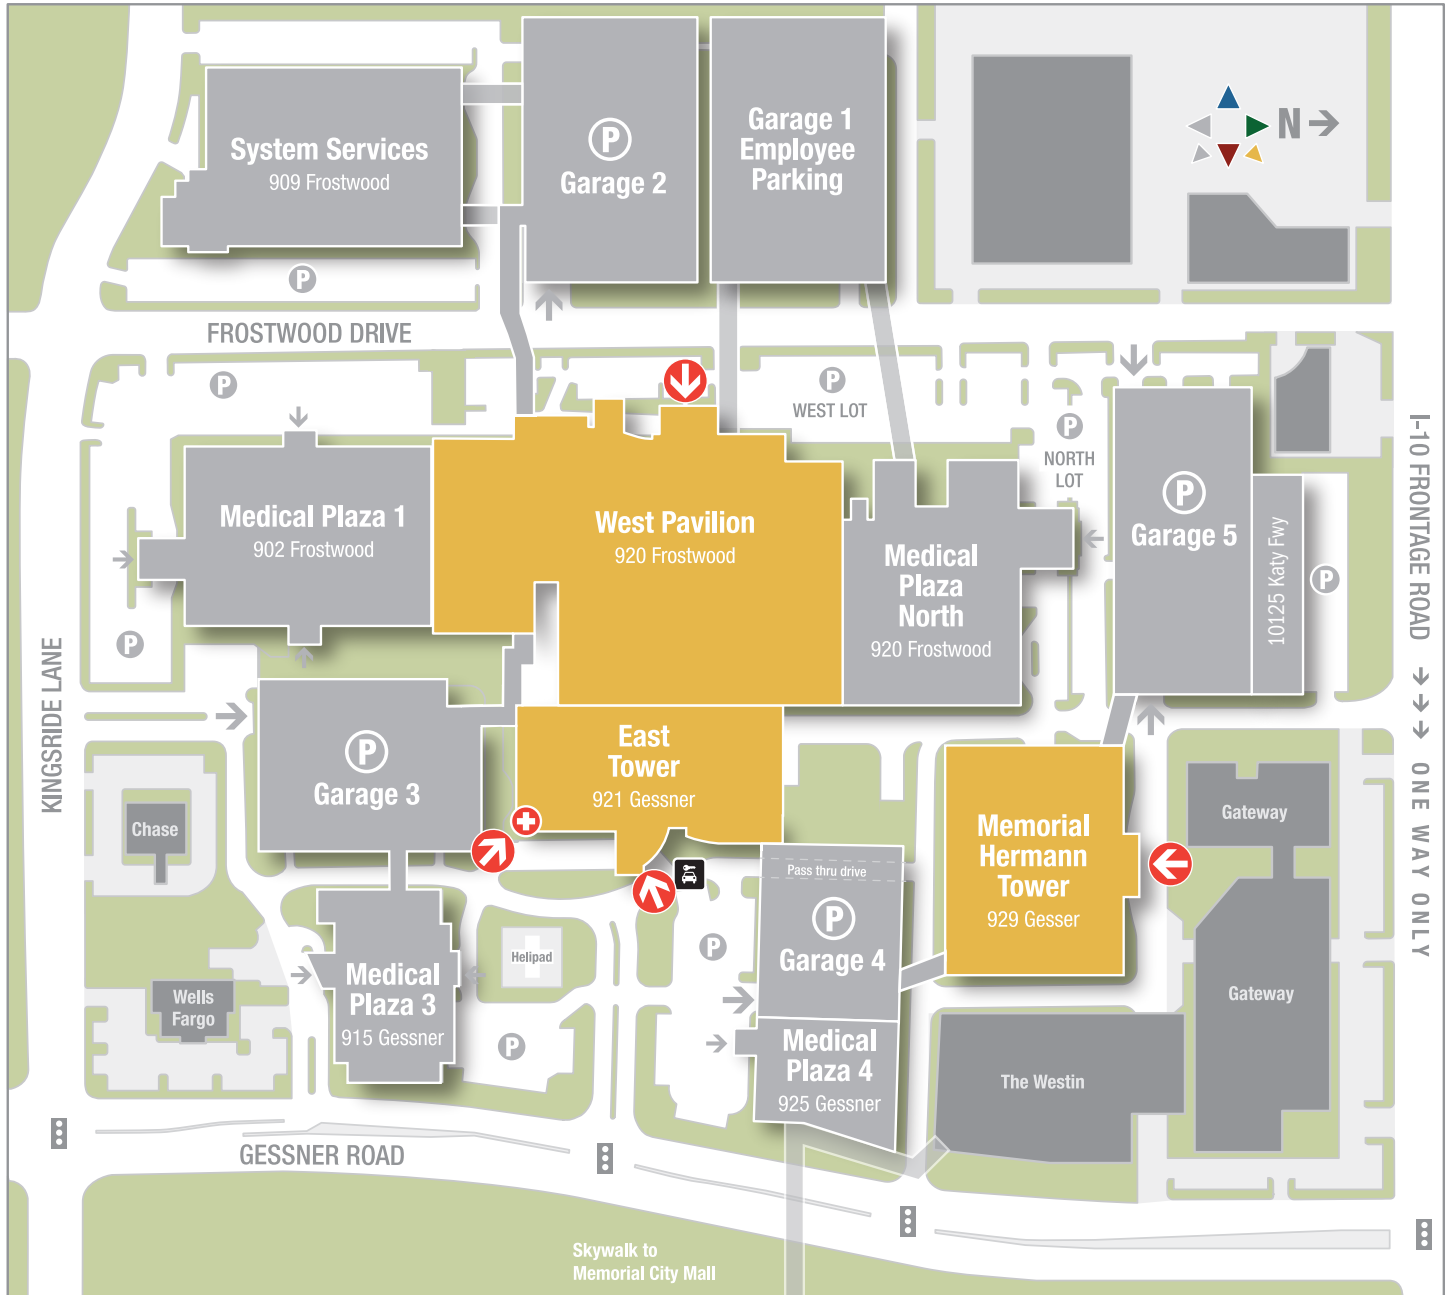 System Services
909 Frostwood
P
Garage 2
Garage 1
Employee
Parking
N
P
FROSTWOOD DRIVE
P
P
WEST LOT
P
NORTH
LOT
Medical Plaza 1
902 Frostwood
West Pavilion
920 Frostwood
Medical
Plaza
North
920 Frostwood
P
Garage 5
10125 Katy Fwy
P
I-10 FRONTAGE ROAD
ONE WAY ONLY
P
KINGSRIDE LANE
P
Garage 3
East
Tower
921 Gessner
Chase
Memorial
Hermann
Tower
929 Gesser
Gateway
Pass thru drive
P
Garage 4
P
Helipad
Medical
Plaza 3
915 Gessner
Wells
Fargo
P
Gateway
Medical
Plaza 4
925 Gessner
The Westin
GESSNER ROAD
Skywalk to
Memorial City Mall